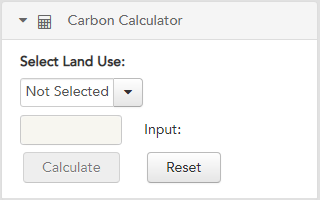 Carbon Calculator
Select Land Use:
Not Selected
Input:
Calculate
Reset